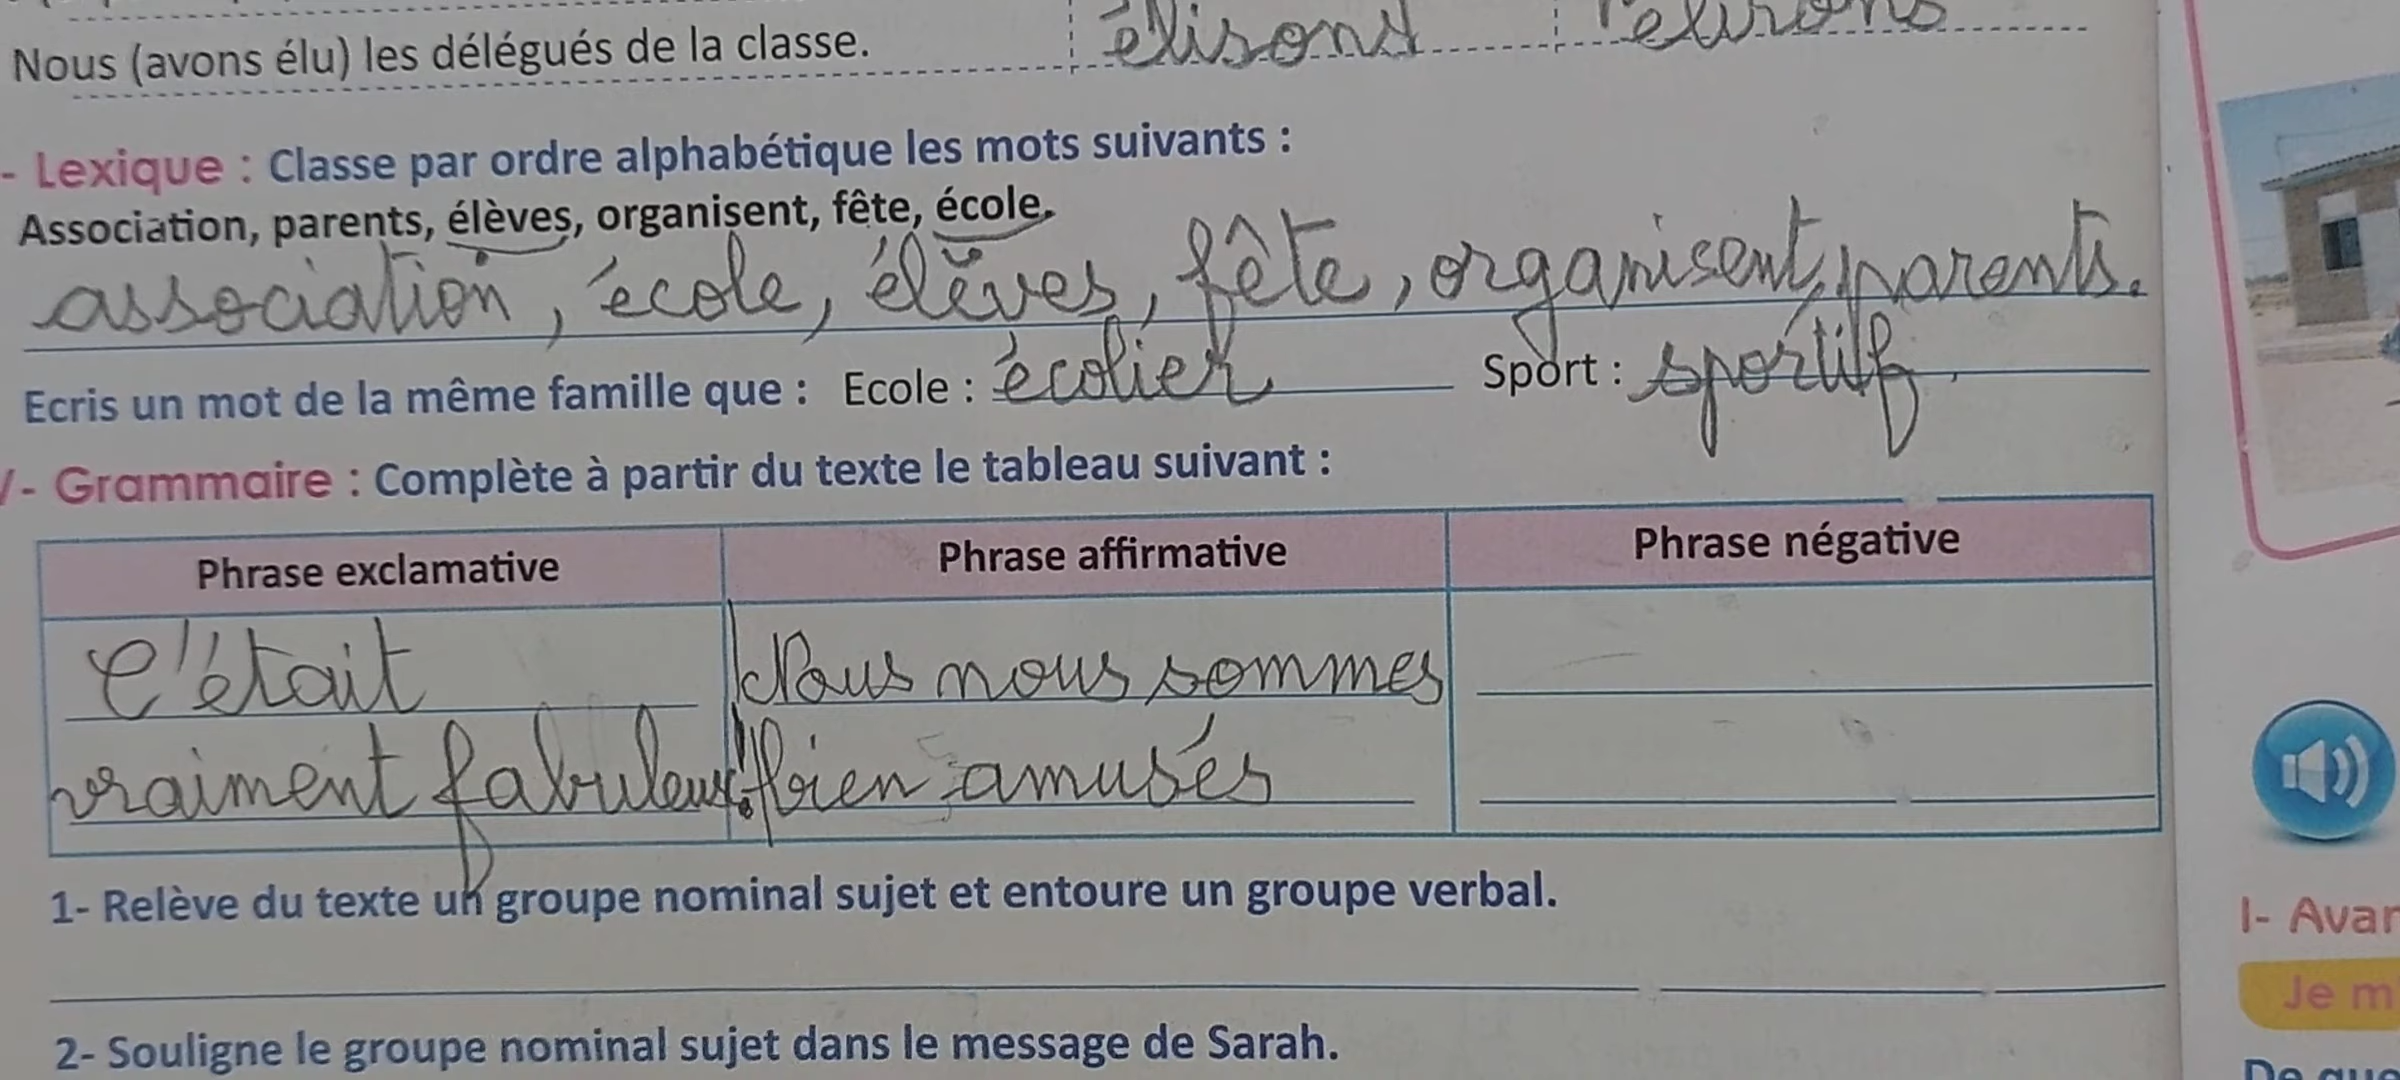 Nous (avons élu) les délégués de la classe. élisons élirons
- Lexique : Classe par ordre alphabétique les mots suivants :
Association, parents, élèves, organisent, fête, école.
association, école, élèves, fête, organisent, parents.
Ecris un mot de la même famille que : Ecole : écolier Sport : sportif
/- Grammaire : Complète à partir du texte le tableau suivant :
Phrase exclamative Phrase affirmative Phrase négative
C'était Nous nous sommes
vraiment fabuleux! bien amusés
1- Relève du texte un groupe nominal sujet et entoure un groupe verbal.
2- Souligne le groupe nominal sujet dans le message de Sarah.
I- Avan
Je m
De que